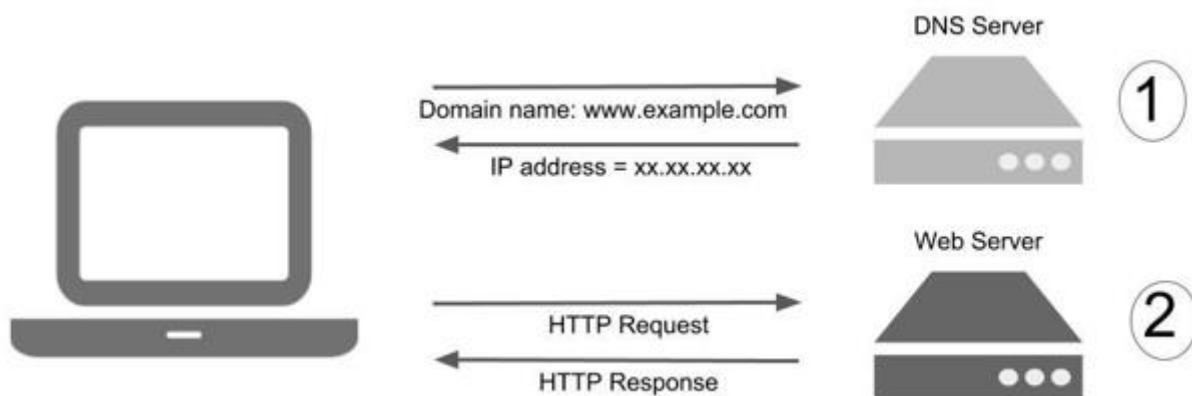 DNS Server
Domain name: www.example.com
1
IP address = xx.xx.xx.xx
Web Server
HTTP Request
2
HTTP Response